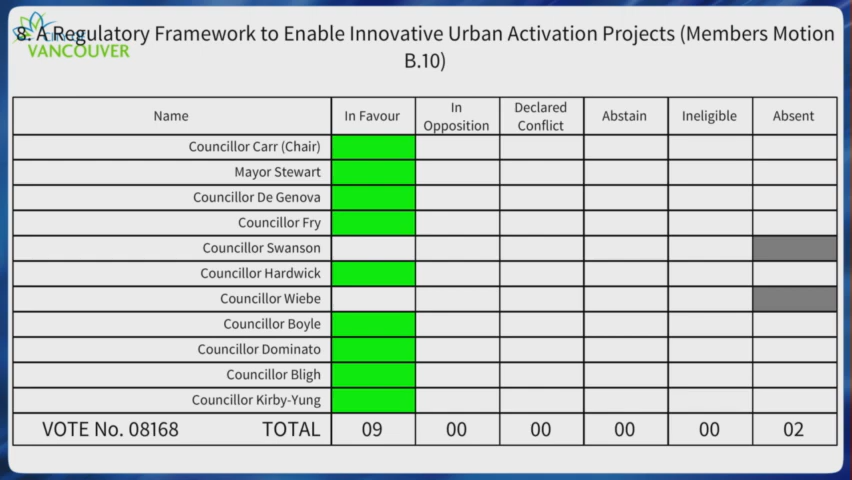 8. A Regulatory Framework to Enable Innovative Urban Activation Projects (Members Motion
B.10)
VANCOUVER
Name In Favour In Opposition Declared Conflict Abstain Ineligible Absent
Councillor Carr (Chair)
Mayor Stewart
Councillor De Genova
Councillor Fry
Councillor Swanson
Councillor Hardwick
Councillor Wiebe
Councillor Boyle
Councillor Dominato
Councillor Bligh
Councillor Kirby-Yung
VOTE No. 08168 TOTAL 09 00 00 00 00 02